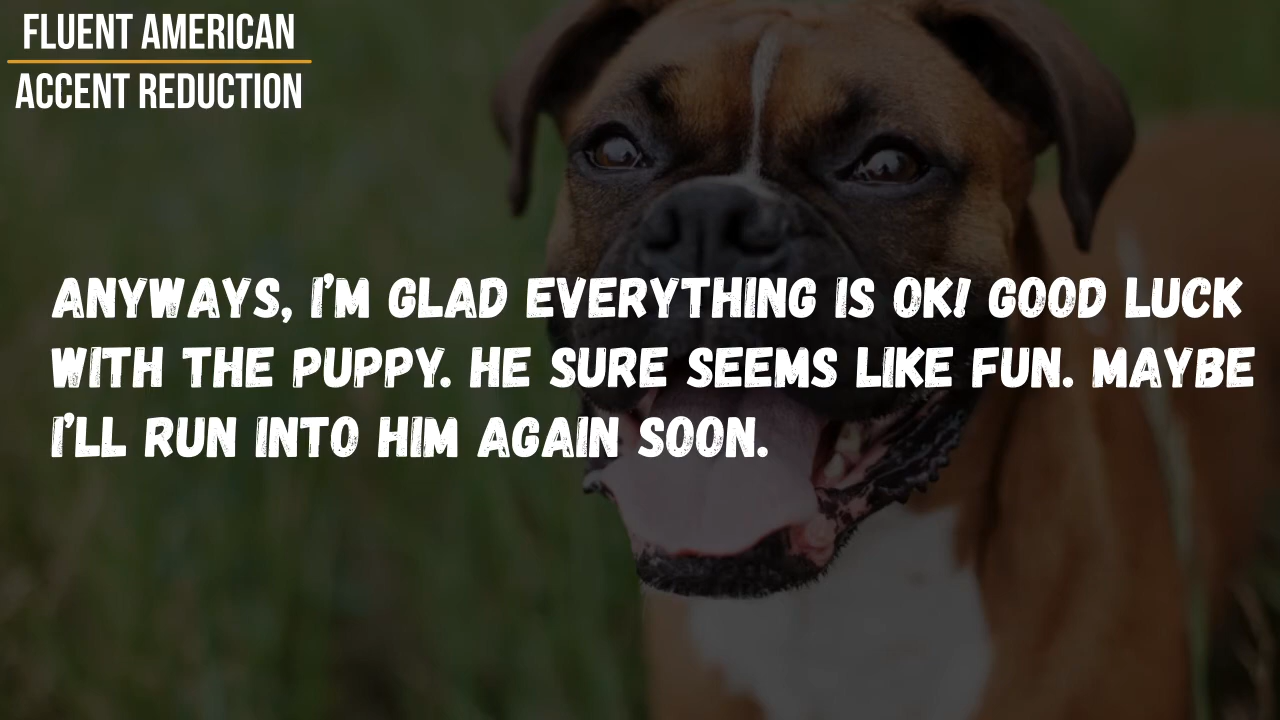 FLUENT AMERICAN
ACCENT REDUCTION
ANYWAYS, I'M GLAD EVERYTHING IS OK! GOOD LUCK
WITH THE PUPPY. HE SURE SEEMS LIKE FUN. MAYBE
I'LL RUN INTO HIM AGAIN SOON.